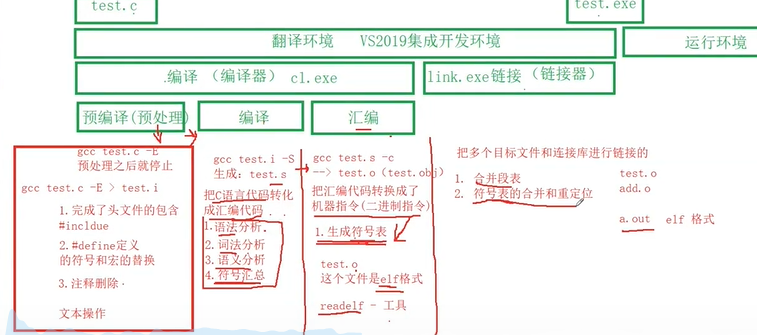 test.c
test.exe
翻译环境 VS2019集成开发环境
运行环境
.编译 (编译器) cl.exe
link.exe链接 (链接器)
预编译(预处理)
编译
汇编
gcc test.c -E
预处理之后就停止
gcc test.c -E > test.i
1.完成了头文件的包含
#incldue
2.#define定义
的符号和宏的替换
3.注释删除
文本操作
gcc test.i -S
生成：test.s
把C语言代码转化
成汇编代码
1.语法分析
2.词法分析
3.语义分析
4.符号汇总
gcc test.s -c
--> test.o (test.obj)
把汇编代码转换成了
机器指令(二进制指令)
1.生成符号表
test.o
这个文件是elf格式
readelf - 工具
把多个目标文件和连接库进行链接的
1. 合并段表
2. 符号表的合并和重定位
test.o
add.o
a.out elf 格式